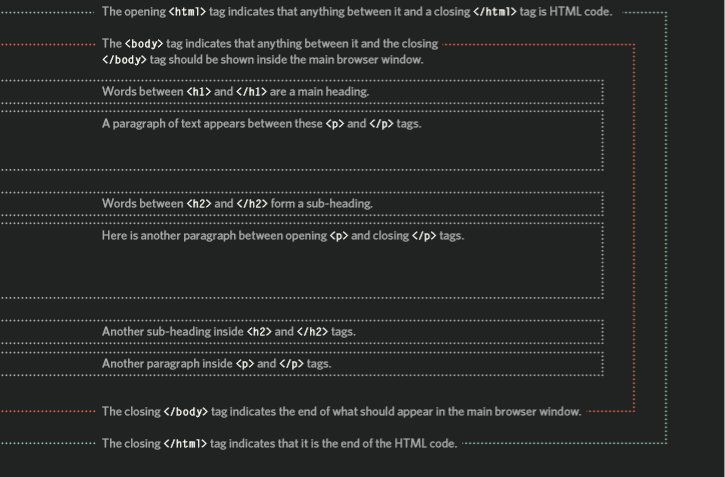 The opening <html> tag indicates that anything between it and a closing </html> tag is HTML code.
The <body> tag indicates that anything between it and the closing
</body> tag should be shown inside the main browser window.
Words between <h1> and </h1> are a main heading.
A paragraph of text appears between these <p> and </p> tags.
Words between <h2> and </h2> form a sub-heading.
Here is another paragraph between opening <p> and closing </p> tags.
Another sub-heading inside <h2> and </h2> tags.
Another paragraph inside <p> and </p> tags.
The closing </body> tag indicates the end of what should appear in the main browser window.
The closing </html> tag indicates that it is the end of the HTML code.